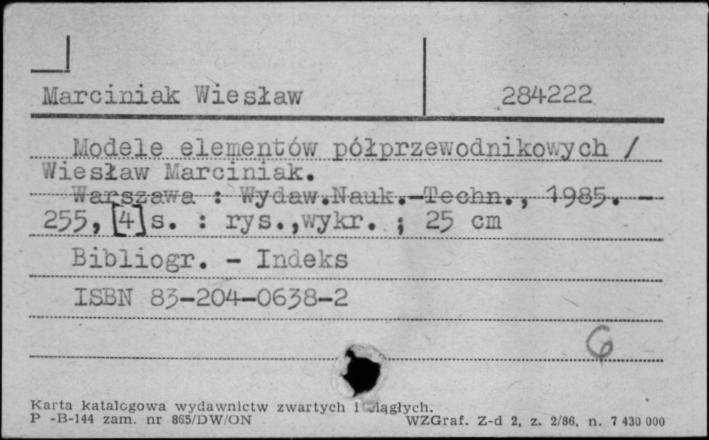 Marciniak Wiesław 284222
Modele elementów półprzewodnikowych /
Wiesław Marciniak.
Warszawa : Wydaw.Nauk.-Techn., 1985. -
255, [4] s. : rys.,wykr. ; 25 cm
Bibliogr. - Indeks
ISBN 83-204-0638-2
Karta katalogowa wydawnictw zwartych i ciągłych.
P -B-144 zam. nr 865/DW/ON WZGraf. Z-d 2, z. 2/86, n. 7 430 000